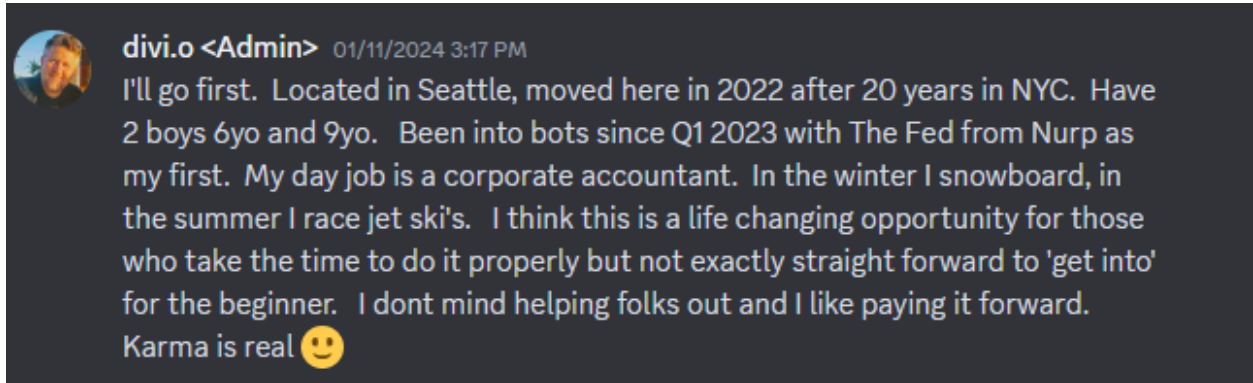 divi.o <Admin> 01/11/2024 3:17 PM
I'll go first.  Located in Seattle, moved here in 2022 after 20 years in NYC.  Have
2 boys 6yo and 9yo.   Been into bots since Q1 2023 with The Fed from Nurp as
my first.  My day job is a corporate accountant.  In the winter I snowboard, in
the summer I race jet ski's.   I think this is a life changing opportunity for those
who take the time to do it properly but not exactly straight forward to 'get into'
for the beginner.   I dont mind helping folks out and I like paying it forward.
Karma is real 🙂